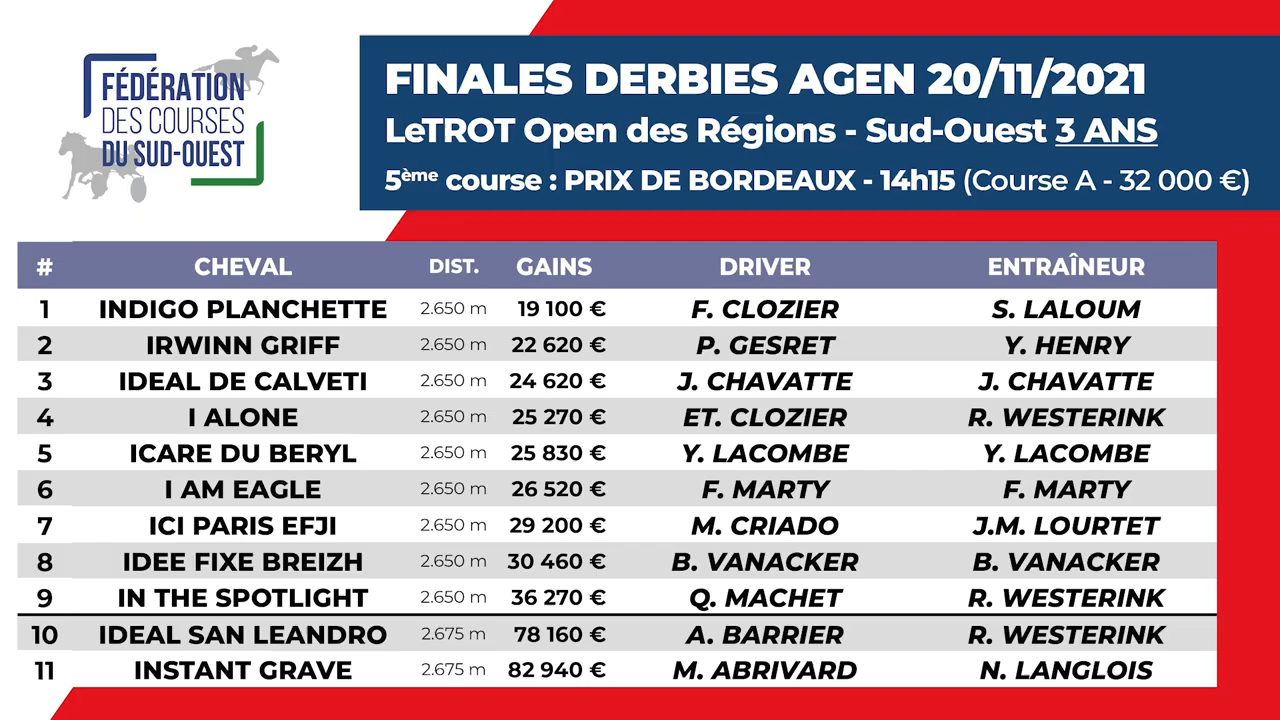 FÉDÉRATION
DES COURSES
DU SUD-OUEST
FINALES DERBIES AGEN 20/11/2021
LeTROT Open des Régions - Sud-Ouest 3 ANS
5ème course : PRIX DE BORDEAUX - 14h15 (Course A - 32 000 €)
# CHEVAL DIST. GAINS DRIVER ENTRAÎNEUR
1 INDIGO PLANCHETTE 2.650 m 19 100 € F. CLOZIER S. LALOUM
2 IRWINN GRIFF 2.650 m 22 620 € P. GESRET Y. HENRY
3 IDEAL DE CALVETI 2.650 m 24 620 € J. CHAVATTE J. CHAVATTE
4 I ALONE 2.650 m 25 270 € ET. CLOZIER R. WESTERINK
5 ICARE DU BERYL 2.650 m 25 830 € Y. LACOMBE Y. LACOMBE
6 I AM EAGLE 2.650 m 26 520 € F. MARTY F. MARTY
7 ICI PARIS EFJI 2.650 m 29 200 € M. CRIADO J.M. LOURTET
8 IDEE FIXE BREIZH 2.650 m 30 460 € B. VANACKER B. VANACKER
9 IN THE SPOTLIGHT 2.650 m 36 270 € Q. MACHET R. WESTERINK
10 IDEAL SAN LEANDRO 2.675 m 78 160 € A. BARRIER R. WESTERINK
11 INSTANT GRAVE 2.675 m 82 940 € M. ABRIVARD N. LANGLOIS